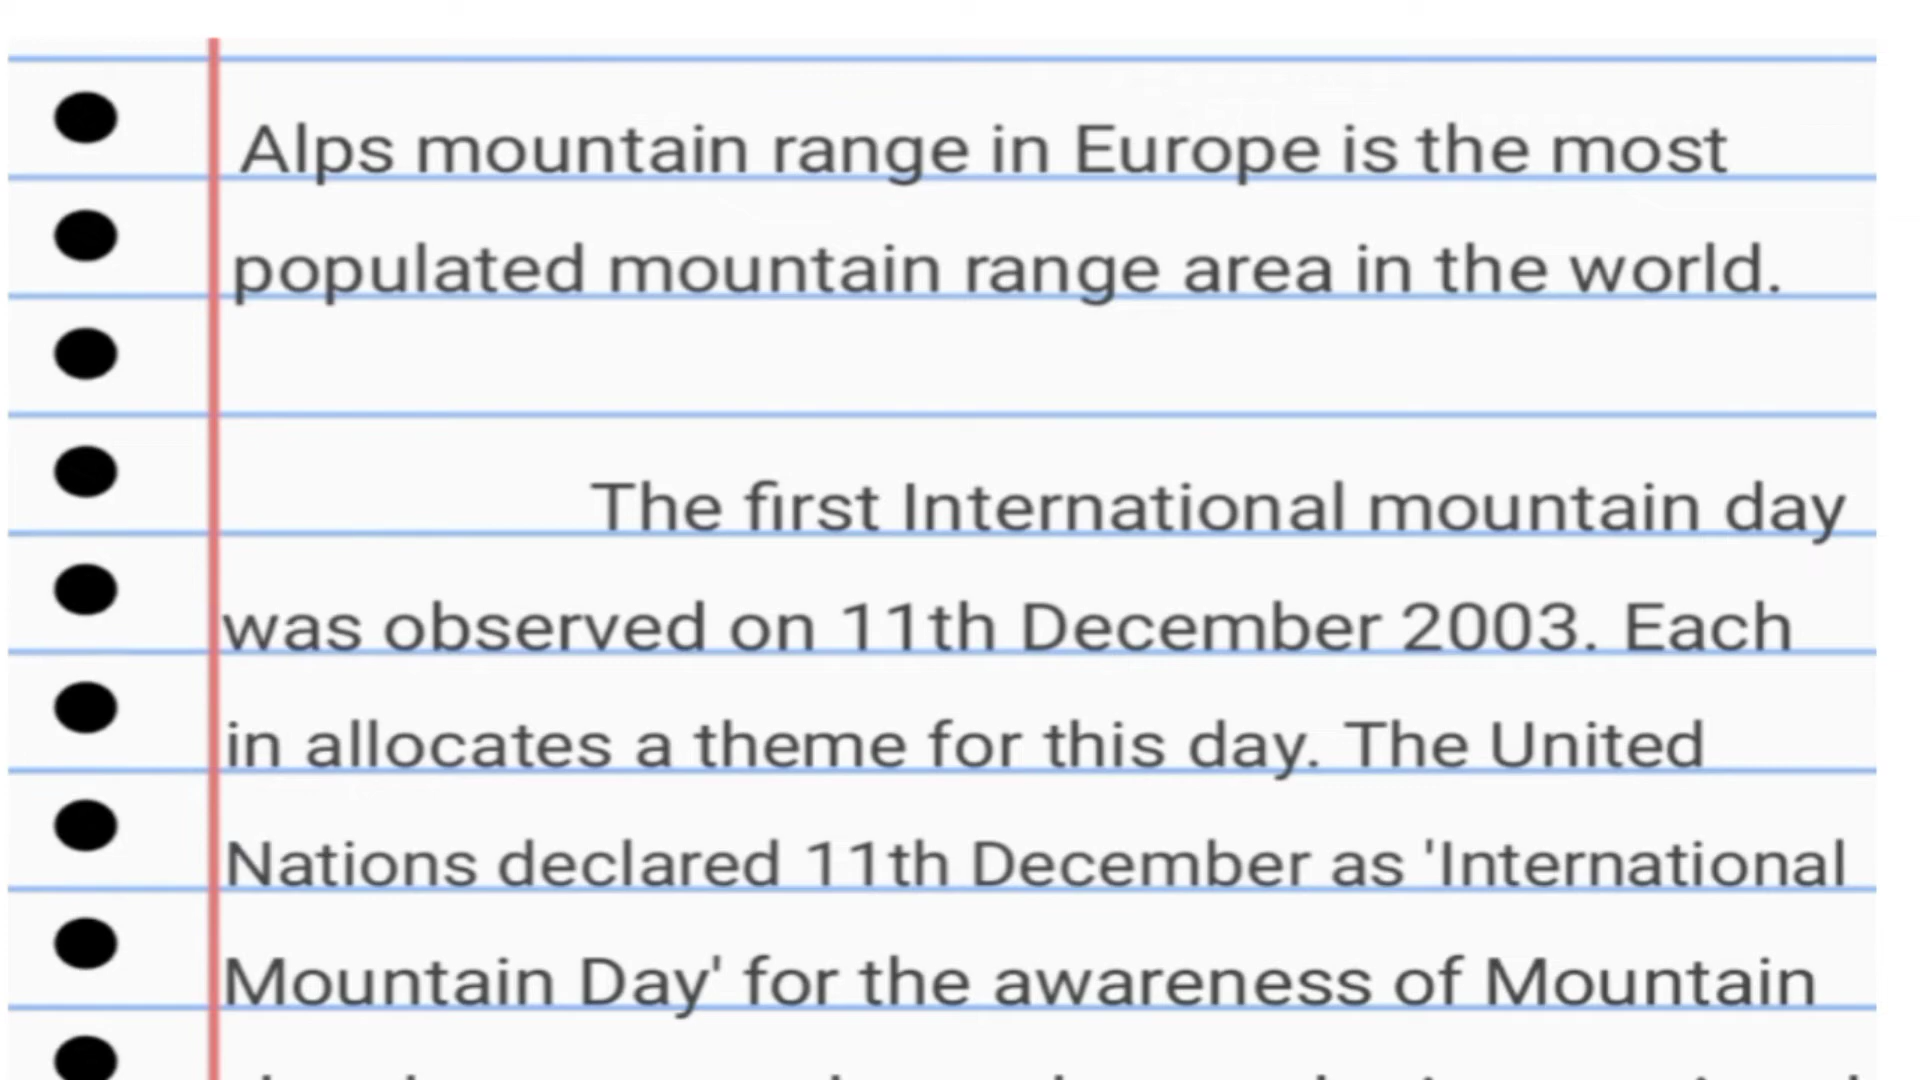 Alps mountain range in Europe is the most
populated mountain range area in the world.
The first International mountain day
was observed on 11th December 2003. Each
in allocates a theme for this day. The United
Nations declared 11th December as 'International
Mountain Day' for the awareness of Mountain